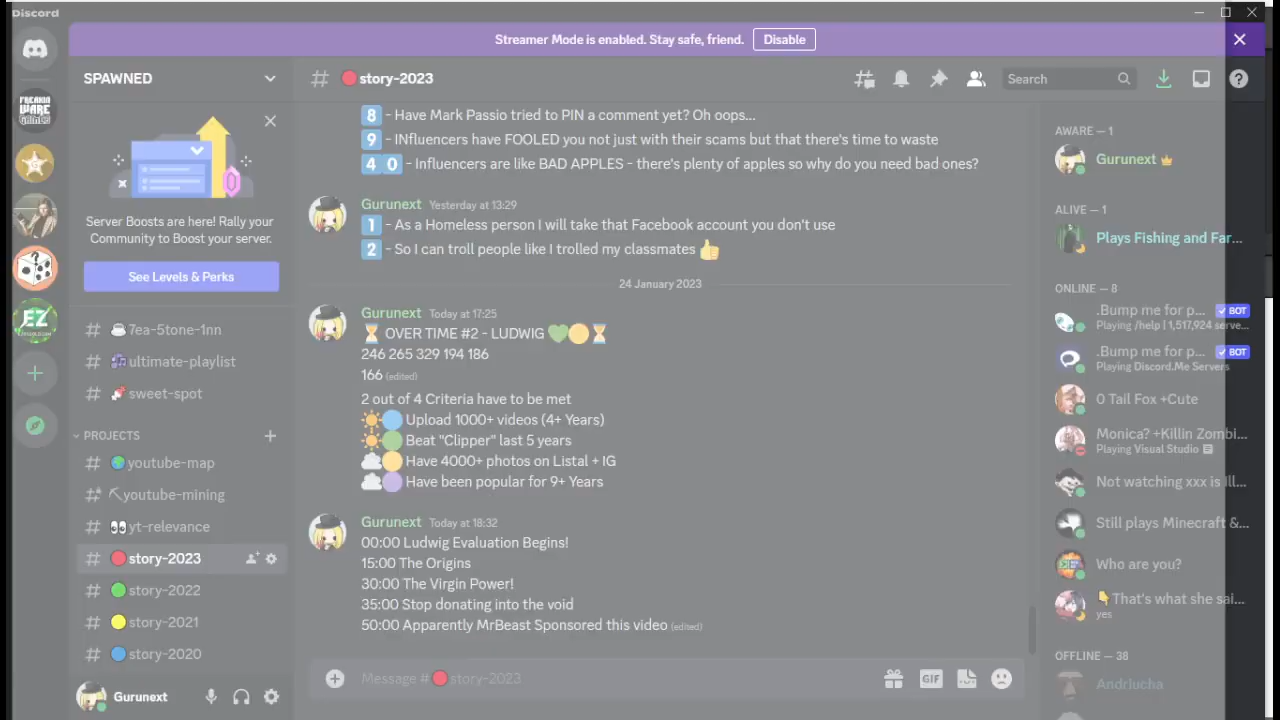 Discord
Streamer Mode is enabled. Stay safe, friend. Disable
FREAKIN WARE GAMES
EZ
SPAWNED
Server Boosts are here! Rally your
Community to Boost your server.
See Levels & Perks
7ea-5tone-1nn
ultimate-playlist
sweet-spot
PROJECTS
youtube-map
youtube-mining
yt-relevance
story-2023
story-2022
story-2021
story-2020
Gurunext
# story-2023
Search
8 - Have Mark Passio tried to PIN a comment yet? Oh oops...
9 - INfluencers have FOOLED you not just with their scams but that there's time to waste
4 0 - Influencers are like BAD APPLES - there's plenty of apples so why do you need bad ones?
Gurunext Yesterday at 13:29
1 - As a Homeless person I will take that Facebook account you don't use
2 - So I can troll people like I trolled my classmates 👍
24 January 2023
Gurunext Today at 17:25
⏳ OVER TIME #2 - LUDWIG 💚🟡⏳
246 265 329 194 186
166 (edited)
2 out of 4 Criteria have to be met
☀️🔵 Upload 1000+ videos (4+ Years)
☀️🟢 Beat "Clipper" last 5 years
☁️🟡 Have 4000+ photos on Listal + IG
☁️🟣 Have been popular for 9+ Years
Gurunext Today at 18:32
00:00 Ludwig Evaluation Begins!
15:00 The Origins
30:00 The Virgin Power!
35:00 Stop donating into the void
50:00 Apparently MrBeast Sponsored this video (edited)
Message # story-2023
GIF
AWARE — 1
Gurunext
ALIVE — 1
Plays Fishing and Far...
ONLINE — 8
.Bump me for p... BOT
Playing /help | 1,517,924 serve...
.Bump me for p... BOT
Playing Discord.Me Servers
0 Tail Fox +Cute
Monica? +Killin Zombi...
Playing Visual Studio
Not watching xxx is Ill...
Still plays Minecraft &...
Who are you?
👇That's what she sai...
yes
OFFLINE — 38
Andrlucha